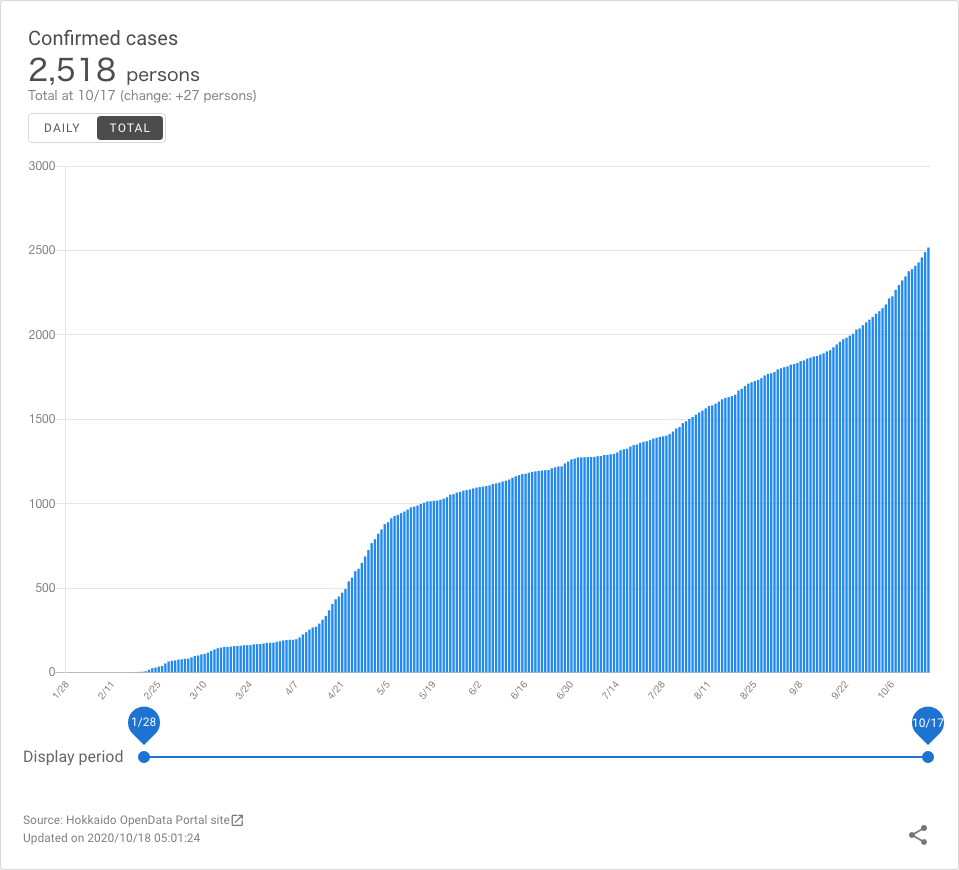 Confirmed cases
2,518 persons
Total at 10/17 (change: +27 persons)
DAILY TOTAL
3000
2500
2000
1500
1000
500
0
1/28 2/11 2/25 3/10 3/24 4/7 4/21 5/5 5/19 6/2 6/16 6/30 7/14 7/28 8/11 8/25 9/8 9/22 10/6
1/28 10/17
Display period
Source: Hokkaido OpenData Portal site
Updated on 2020/10/18 05:01:24